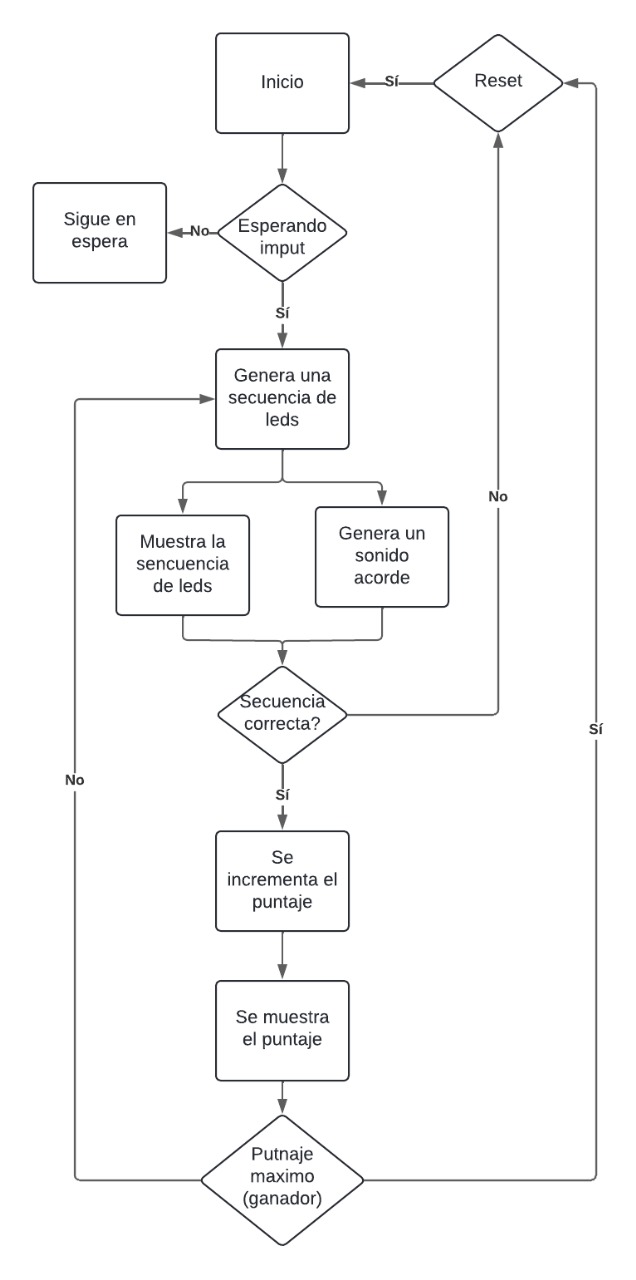 Inicio
Sí
Reset
Sigue en
espera
No
Esperando
imput
Sí
Genera una
secuencia de
leds
Muestra la
sencuencia
de leds
Genera un
sonido
acorde
No
Secuencia
correcta?
Sí
No
Sí
Se
incrementa el
puntaje
Se muestra
el puntaje
Putnaje
maximo
(ganador)